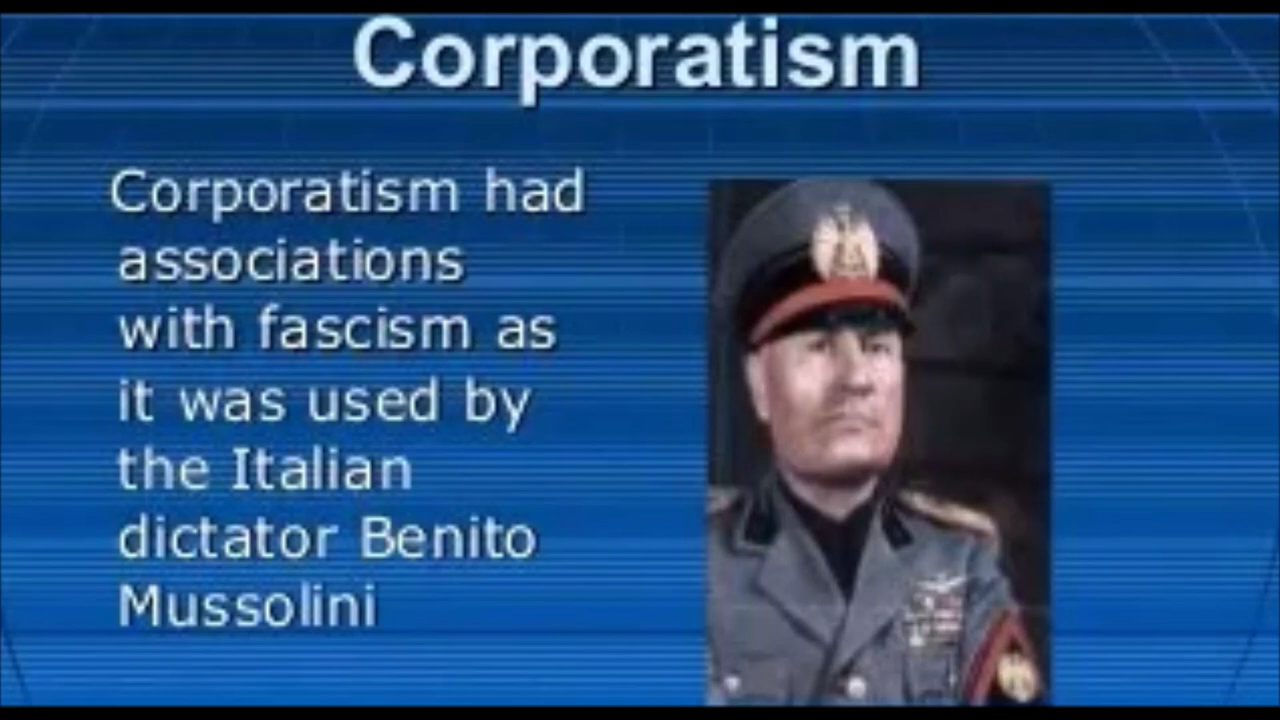 Corporatism
Corporatism had
associations
with fascism as
it was used by
the Italian
dictator Benito
Mussolini